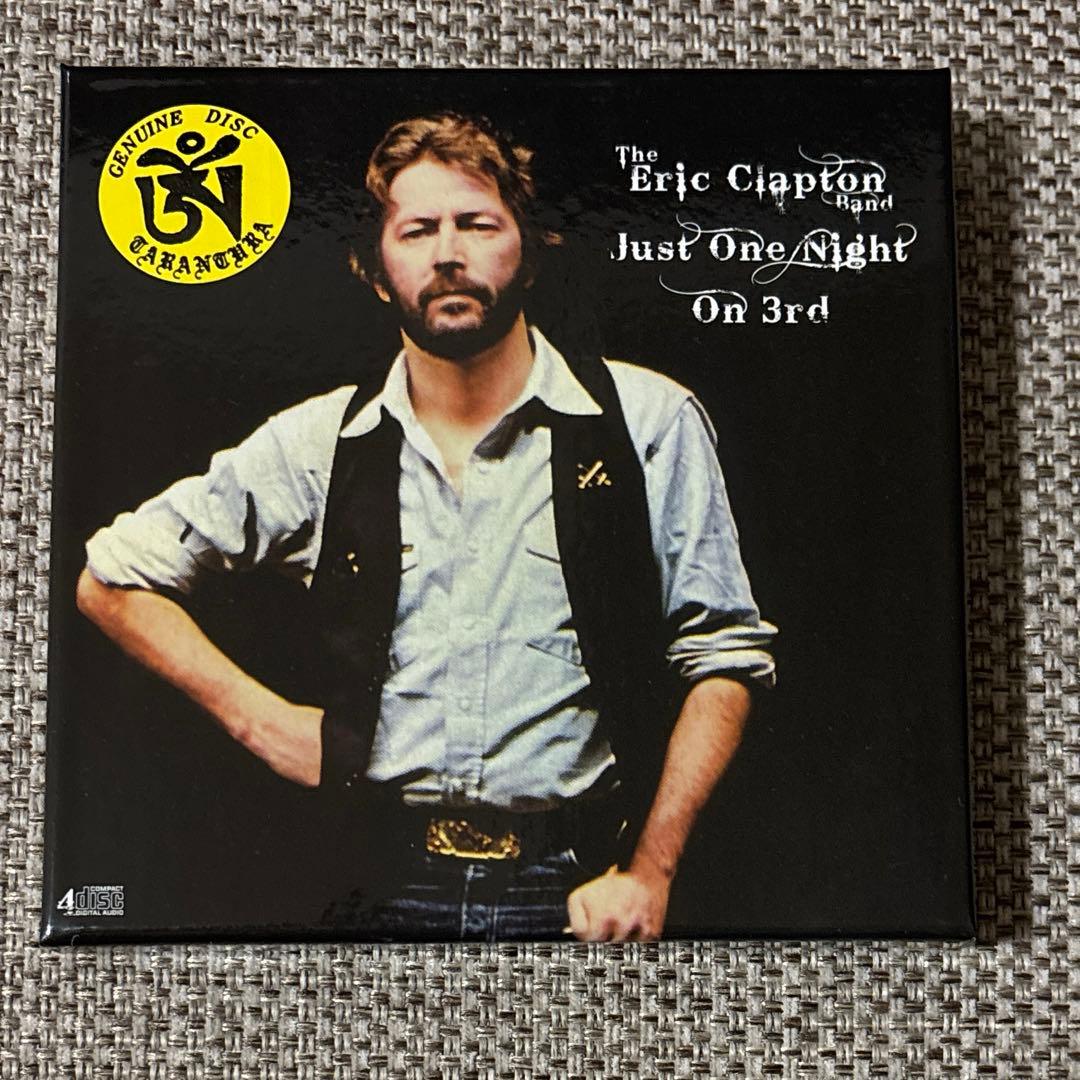 GENUINE DISC
TARANTURA
The
Eric Clapton
Band
Just One Night
On 3rd
4
COMPACT
disc
DIGITAL AUDIO